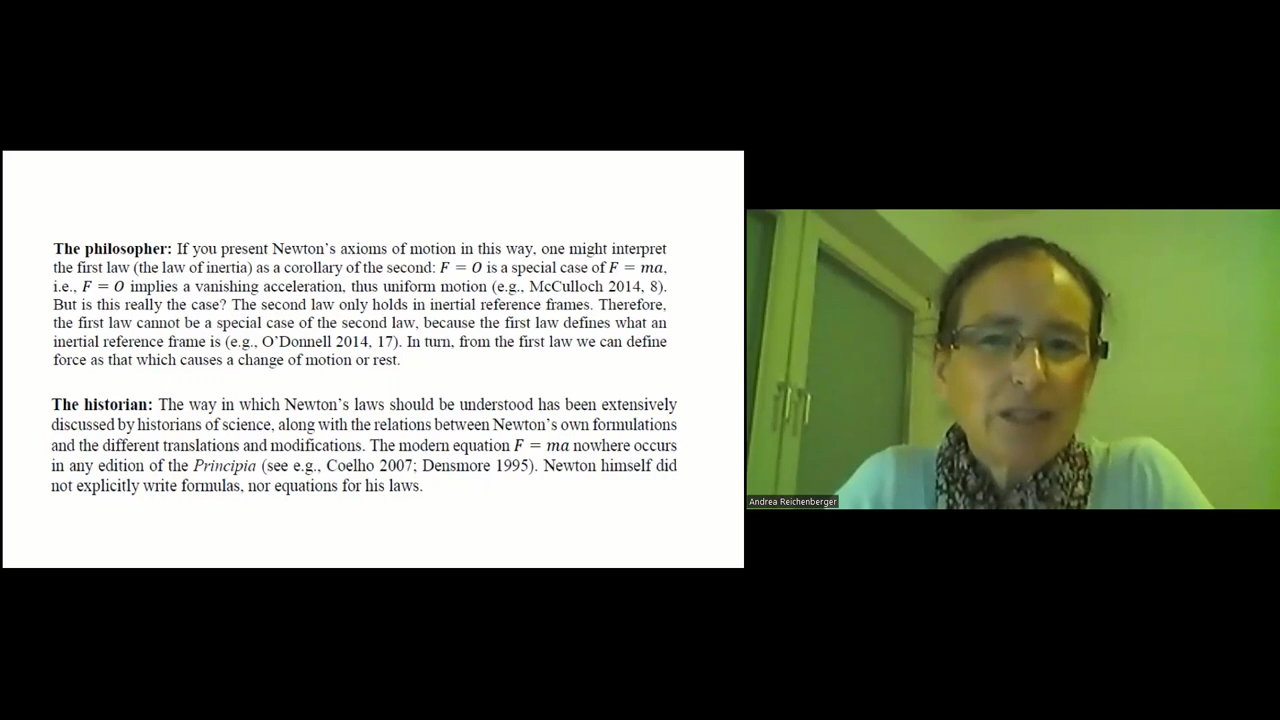 The philosopher: If you present Newton's axioms of motion in this way, one might interpret
the first law (the law of inertia) as a corollary of the second: F = O is a special case of F = ma,
i.e., F = O implies a vanishing acceleration, thus uniform motion (e.g., McCulloch 2014, 8).
But is this really the case? The second law only holds in inertial reference frames. Therefore,
the first law cannot be a special case of the second law, because the first law defines what an
inertial reference frame is (e.g., O'Donnell 2014, 17). In turn, from the first law we can define
force as that which causes a change of motion or rest.
The historian: The way in which Newton's laws should be understood has been extensively
discussed by historians of science, along with the relations between Newton's own formulations
and the different translations and modifications. The modern equation F = ma nowhere occurs
in any edition of the Principia (see e.g., Coelho 2007; Densmore 1995). Newton himself did
not explicitly write formulas, nor equations for his laws.
Andrea Reichenberger